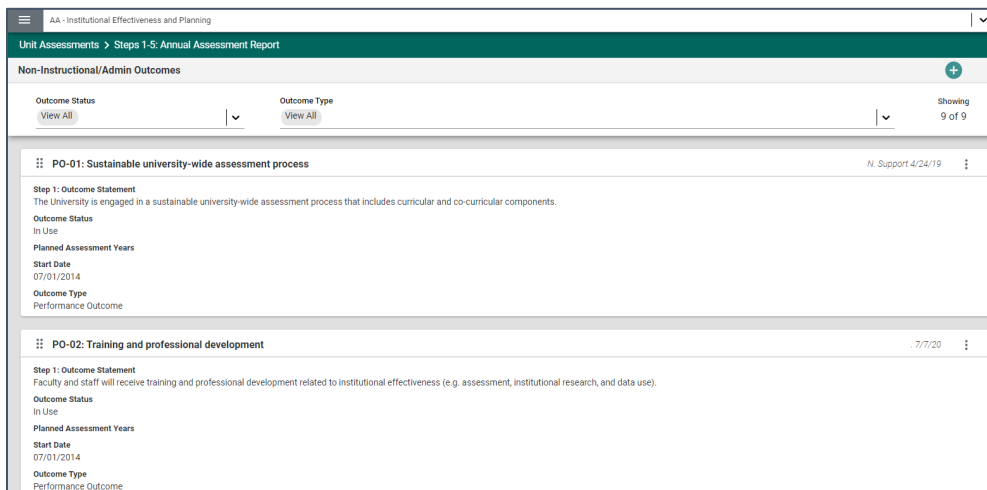 AA - Institutional Effectiveness and Planning
Unit Assessments > Steps 1-5: Annual Assessment Report
Non-Instructional/Admin Outcomes
Outcome Status
View All
Outcome Type
View All
Showing
9 of 9
PO-01: Sustainable university-wide assessment process
N. Support 4/24/19
Step 1: Outcome Statement
The University is engaged in a sustainable university-wide assessment process that includes curricular and co-curricular components.
Outcome Status
In Use
Planned Assessment Years
Start Date
07/01/2014
Outcome Type
Performance Outcome
PO-02: Training and professional development
. 7/7/20
Step 1: Outcome Statement
Faculty and staff will receive training and professional development related to institutional effectiveness (e.g. assessment, institutional research, and data use).
Outcome Status
In Use
Planned Assessment Years
Start Date
07/01/2014
Outcome Type
Performance Outcome